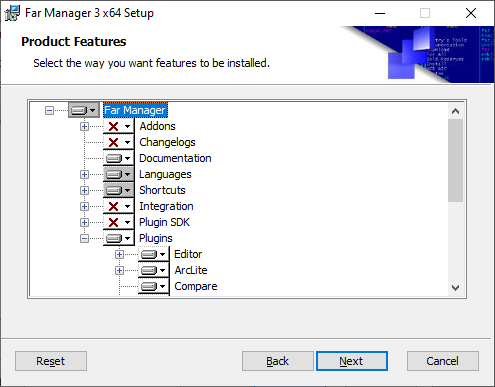 Far Manager 3 x64 Setup
Product Features
Select the way you want features to be installed.
Far Manager
Addons
Changelogs
Documentation
Languages
Shortcuts
Integration
Plugin SDK
Plugins
Editor
ArcLite
Compare
Reset
Back
Next
Cancel